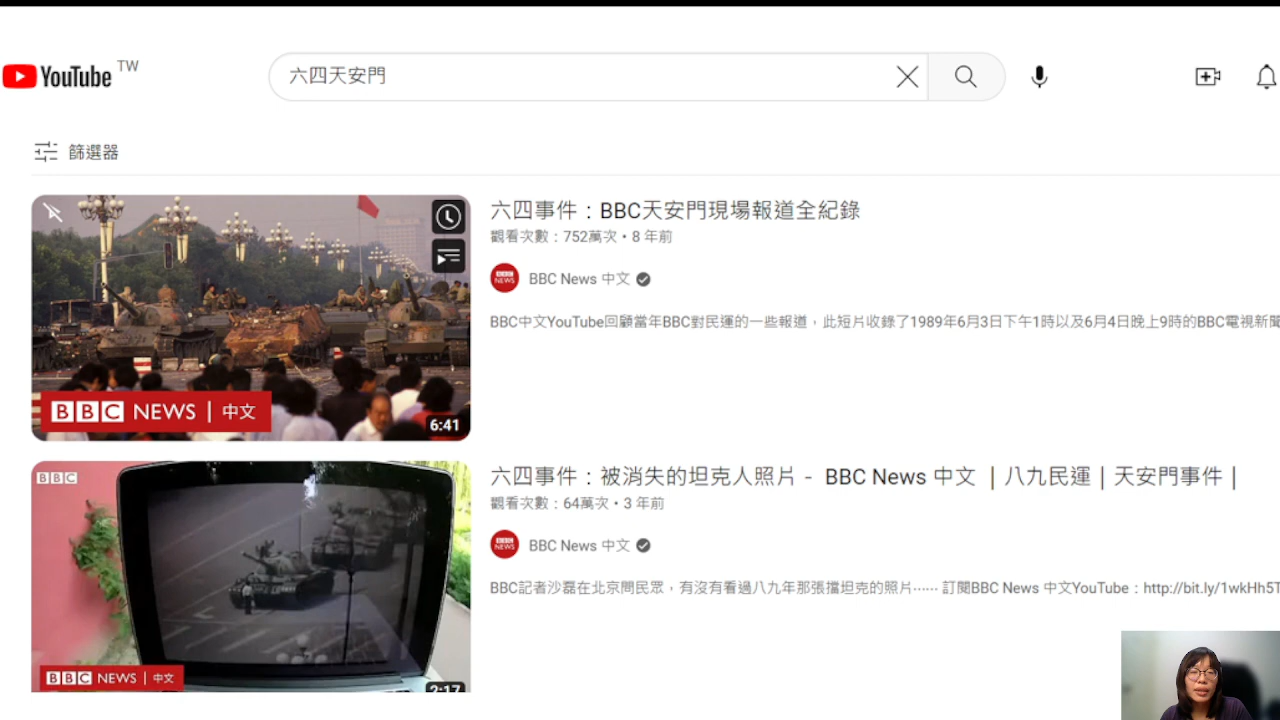 YouTube TW
六四天安門
篩選器
六四事件：BBC天安門現場報道全紀錄
觀看次數：752萬次・8 年前
BBC NEWS
BBC News 中文
BBC中文YouTube回顧當年BBC對民運的一些報道，此短片收錄了1989年6月3日下午1時以及6月4日晚上9時的BBC電視新聞
BBC NEWS | 中文
6:41
BBC
六四事件：被消失的坦克人照片－ BBC News 中文 ｜八九民運｜天安門事件｜
觀看次數：64萬次・3 年前
BBC NEWS
BBC News 中文
BBC記者沙磊在北京問民眾，有沒有看過八九年那張擋坦克的照片⋯⋯ 訂閱BBC News 中文YouTube：http://bit.ly/1wkHh5T
BBC NEWS | 中文
2:17